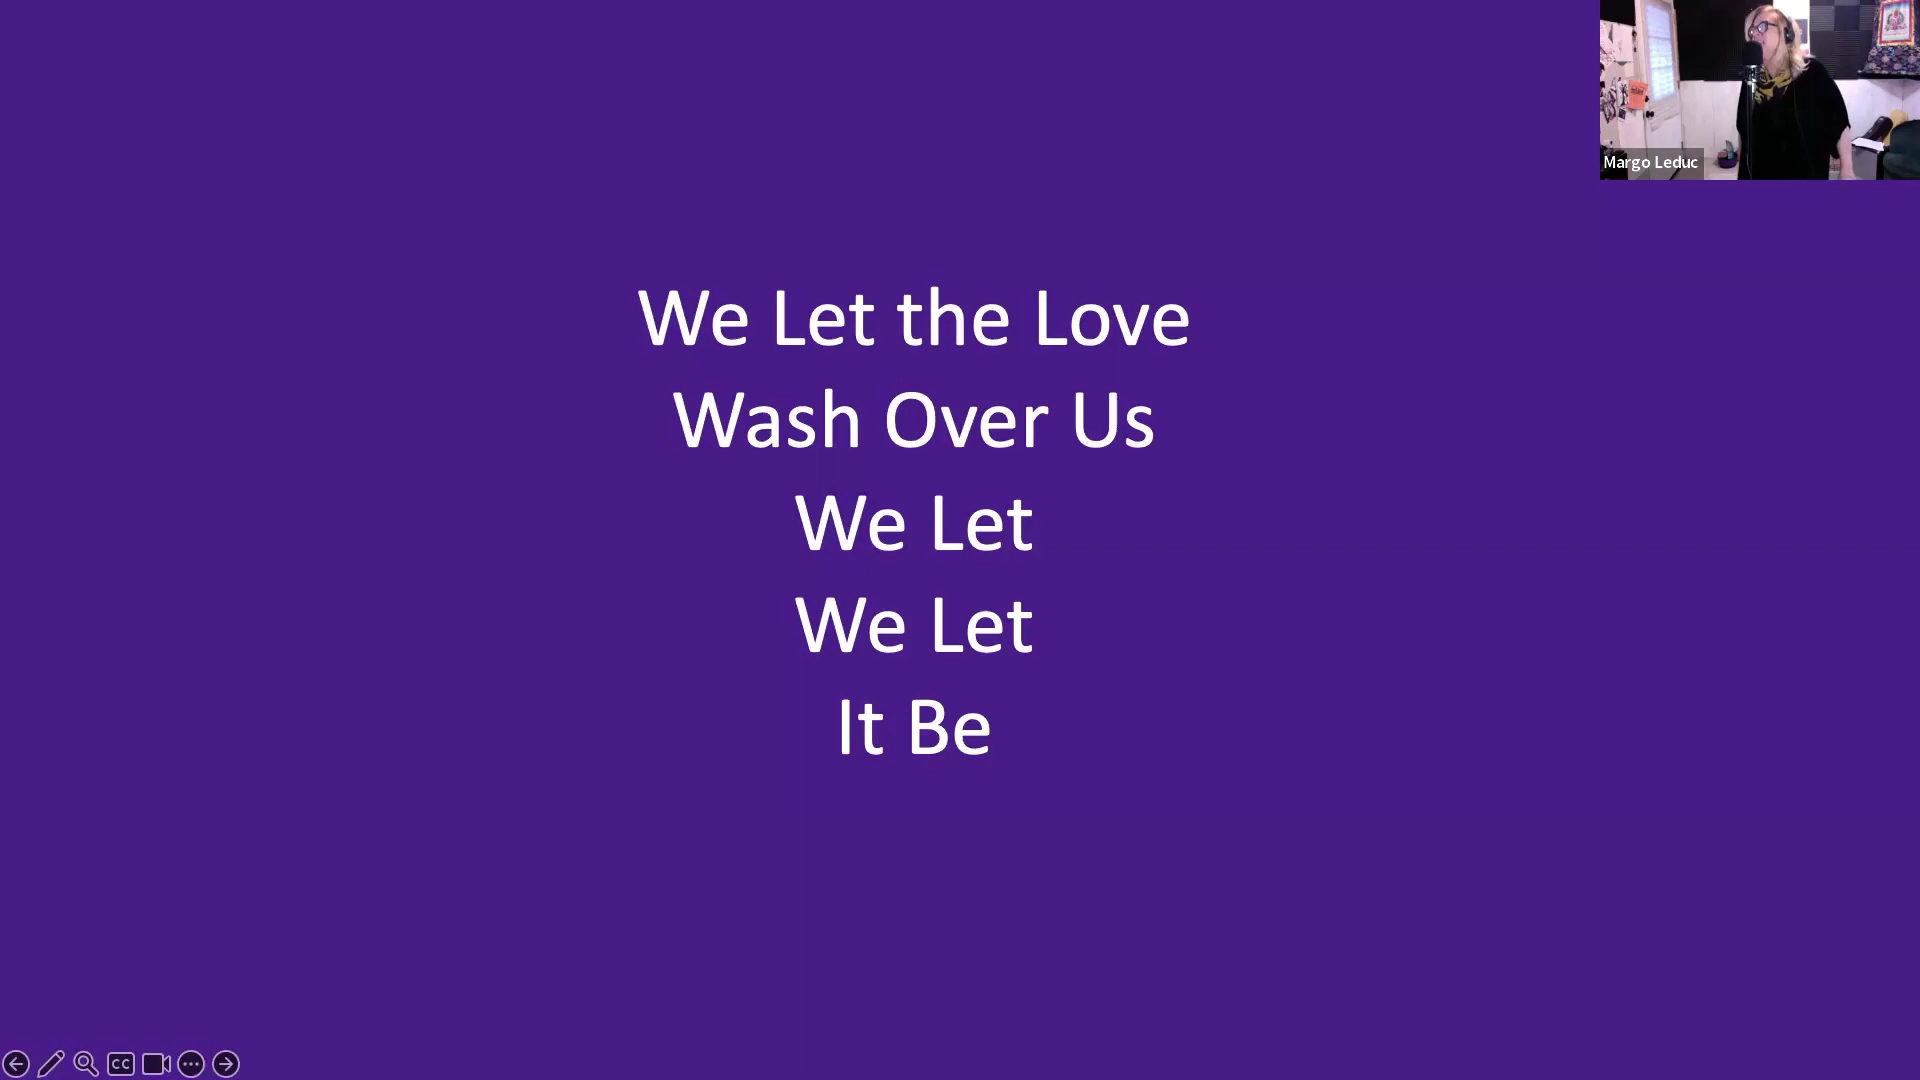 Margo Leduc
We Let the Love
Wash Over Us
We Let
We Let
It Be
CC